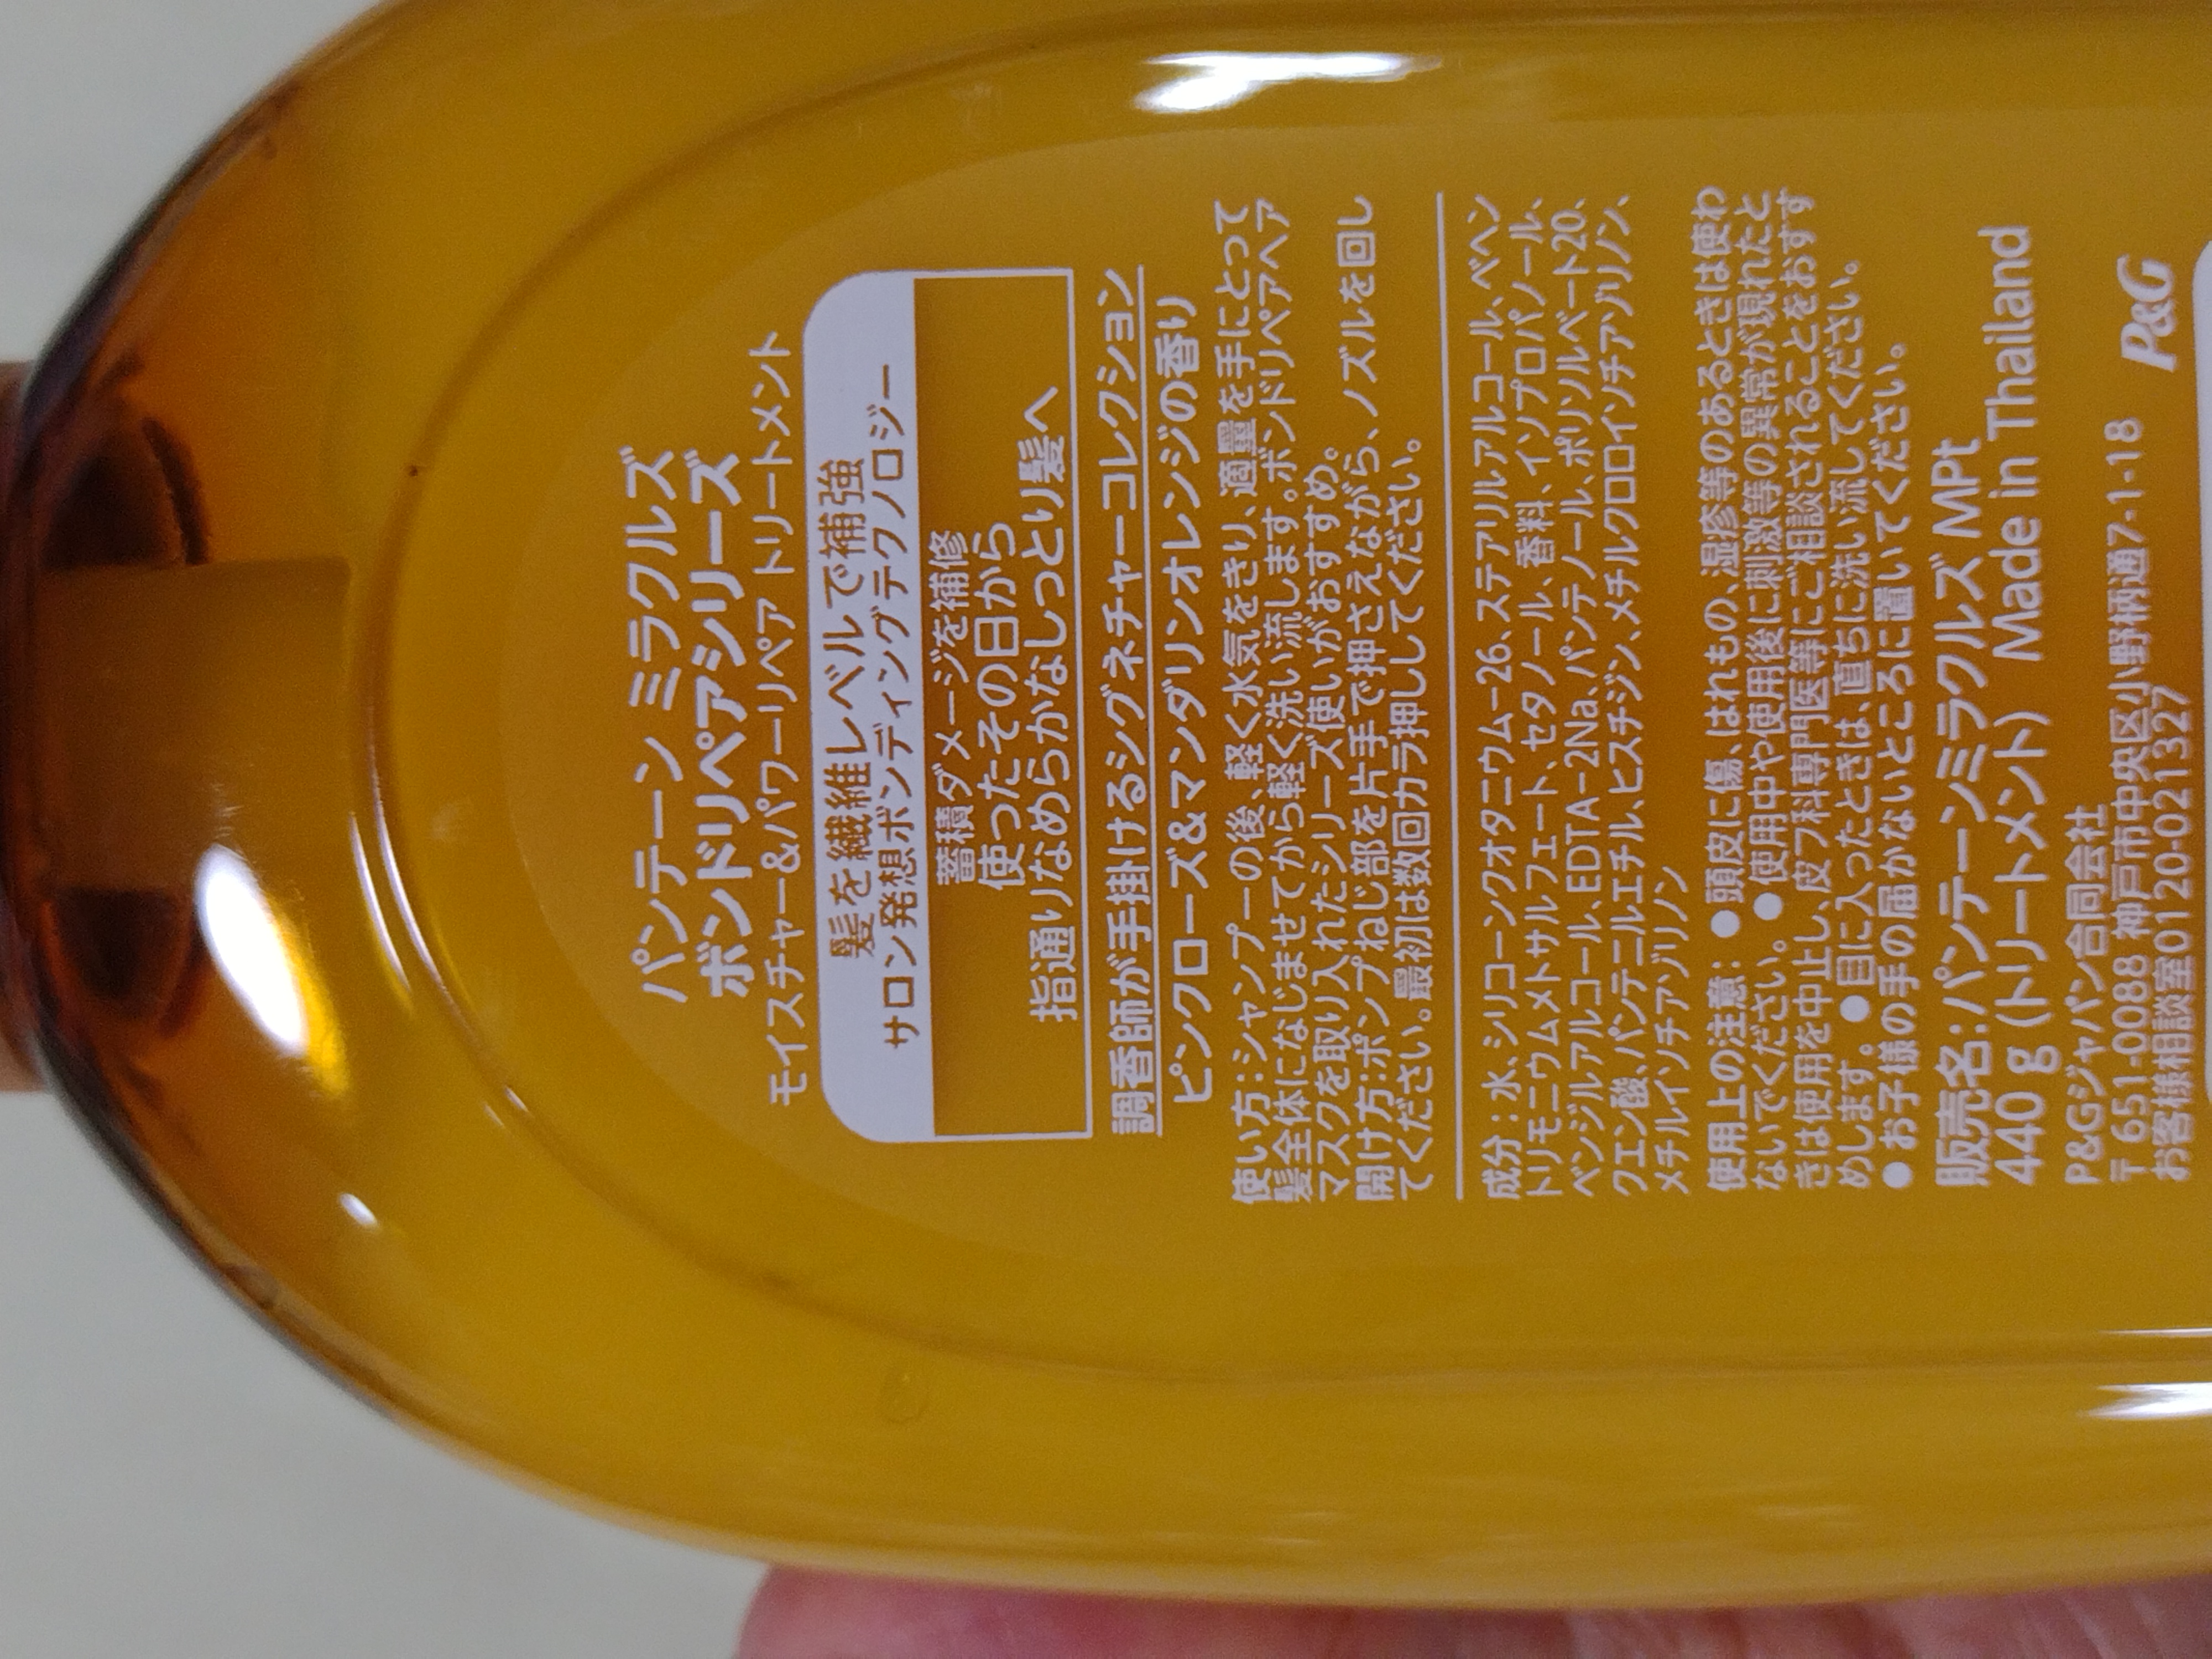 パンテーン ミラクルズ
ボンドリペアシリーズ
モイスチャー&パワーリペア トリートメント
髪を繊維レベルで補強
サロン発想ボンディングテクノロジー
蓄積ダメージを補修
使ったその日から
指通りなめらかなしっとり髪へ
調香師が手掛けるシグネチャーコレクション
ピンクローズ&マンダリンオレンジの香り
使い方:シャンプーの後、軽く水気をきり、適量を手にとって
髪全体になじませてから軽く洗い流します。ボンドリペアヘア
マスクを取り入れたシリーズ使いがおすすめ。
開け方:ポンプねじ部を片手で押さえながら、ノズルを回し
てください。最初は数回カラ押ししてください。
成分:水、シリコーンクオタニウム-26、ステアリルアルコール、ベヘン
トリモニウムメトサルフェート、セタノール、香料、イソプロパノール、
ベンジルアルコール、EDTA-2Na、パンテノール、ポリソルベート20、
クエン酸、パンテニルエチル、ヒスチジン、メチルクロロイソチアゾリノン、
メチルイソチアゾリノン
使用上の注意:●頭皮に傷、はれもの、湿疹等のあるときは使わ
ないでください。●使用中や使用後に刺激等の異常が現れたと
きは使用を中止し、皮フ科専門医等にご相談されることをおすす
めします。●目に入ったときは、直ちに洗い流してください。
●お子様の手の届かないところに置いてください。
販売名:パンテーンミラクルズ MPt
440 g (トリートメント) Made in Thailand
P&Gジャパン合同会社
〒651-0088 神戸市中央区小野柄通7-1-18
お客様相談室0120-021327
P&G